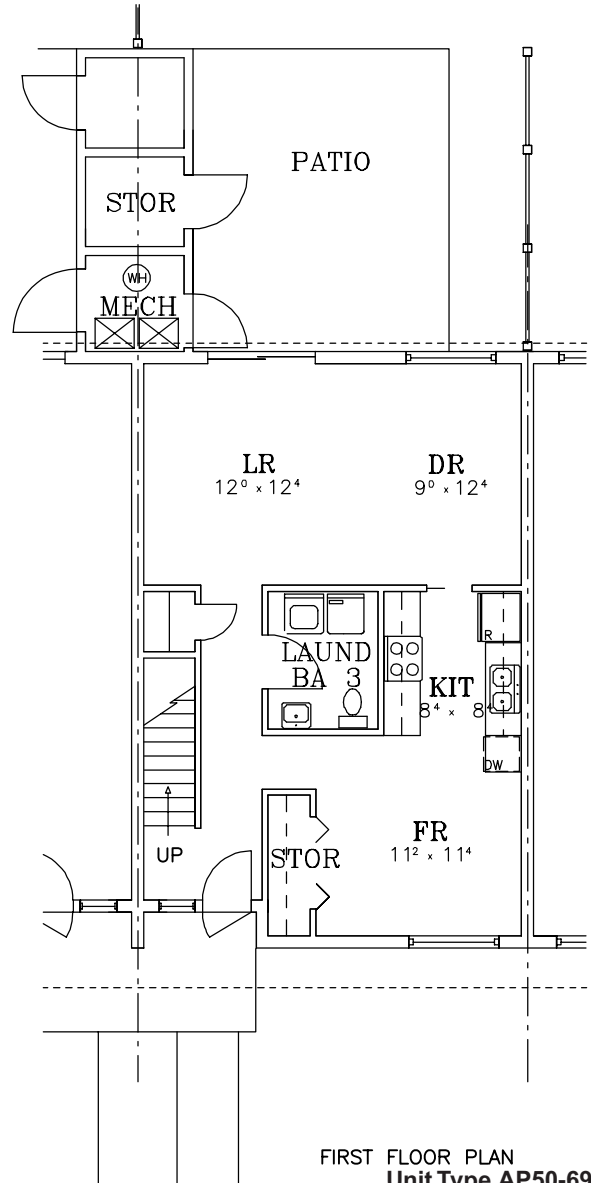 PATIO
STOR
WH
MECH
LR
12⁰ x 12⁴
DR
9⁰ x 12⁴
LAUND
BA 3
R
KIT
8⁴ x 8⁴
DW
FR
11² x 11⁴
STOR
UP
FIRST FLOOR PLAN
Unit Type AP50-69